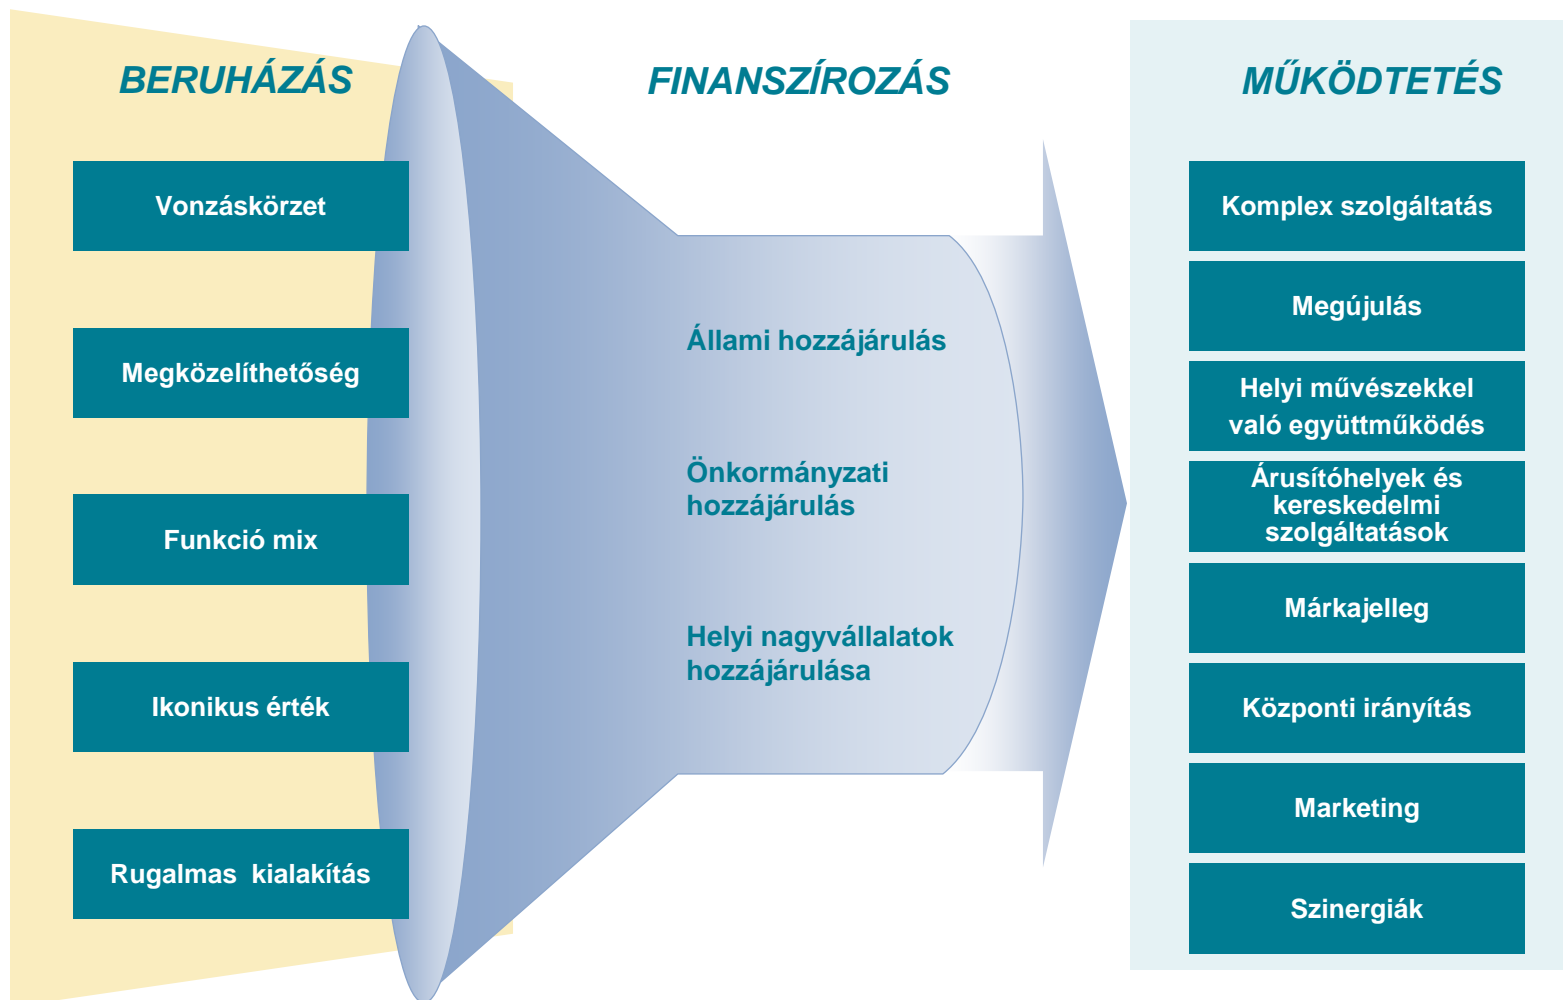 BERUHÁZÁS
Vonzáskörzet
Megközelíthetőség
Funkció mix
Ikonikus érték
Rugalmas kialakítás
FINANSZÍROZÁS
Állami hozzájárulás
Önkormányzati
hozzájárulás
Helyi nagyvállalatok
hozzájárulása
MŰKÖDTETÉS
Komplex szolgáltatás
Megújulás
Helyi művészekkel
való együttműködés
Árusítóhelyek és
kereskedelmi
szolgáltatások
Márkajelleg
Központi irányítás
Marketing
Szinergiák